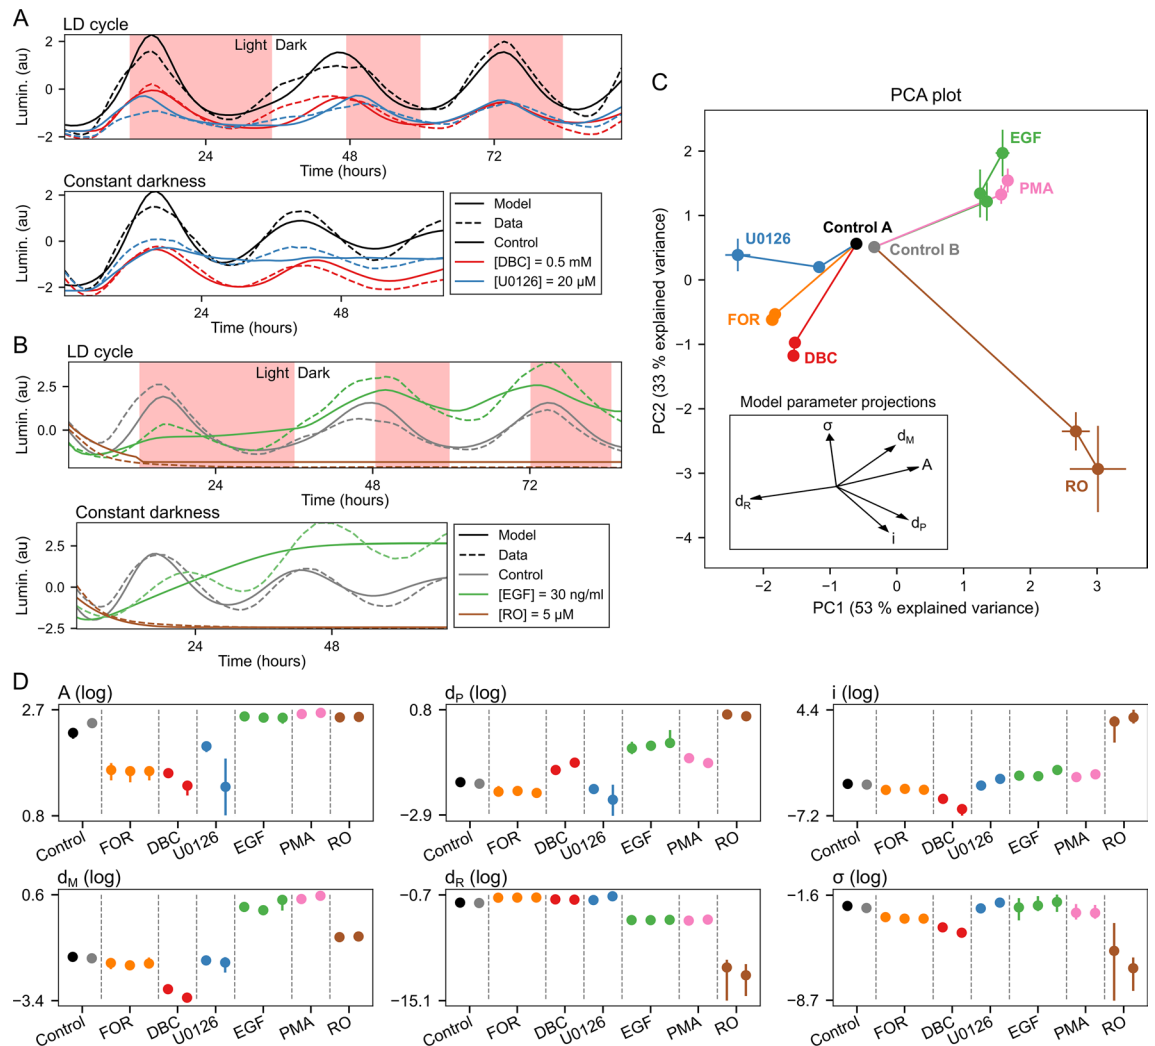 A
LD cycle
Lumin. (au)
2
0
−2
Light
Dark
24
48
72
Time (hours)
Constant darkness
Lumin. (au)
2
0
−2
24
48
Time (hours)
Model
Data
Control
[DBC] = 0.5 mM
[U0126] = 20 μM
B
LD cycle
Lumin. (au)
2.5
0.0
Light
Dark
24
48
72
Time (hours)
Constant darkness
Lumin. (au)
2.5
0.0
−2.5
24
48
Time (hours)
Model
Data
Control
[EGF] = 30 ng/ml
[RO] = 5 μM
C
PCA plot
PC2 (33 % explained variance)
2
1
0
−1
−2
−3
−4
EGF
PMA
Control A
Control B
U0126
FOR
DBC
RO
Model parameter projections
σ
dM
A
dR
dP
i
−2
−1
0
1
2
3
PC1 (53 % explained variance)
D
A (log)
2.7
0.8
Control
FOR
DBC
U0126
EGF
PMA
RO
dP (log)
0.8
−2.9
Control
FOR
DBC
U0126
EGF
PMA
RO
i (log)
4.4
−7.2
Control
FOR
DBC
U0126
EGF
PMA
RO
dM (log)
0.6
−3.4
Control
FOR
DBC
U0126
EGF
PMA
RO
dR (log)
−0.7
−15.1
Control
FOR
DBC
U0126
EGF
PMA
RO
σ (log)
−1.6
−8.7
Control
FOR
DBC
U0126
EGF
PMA
RO